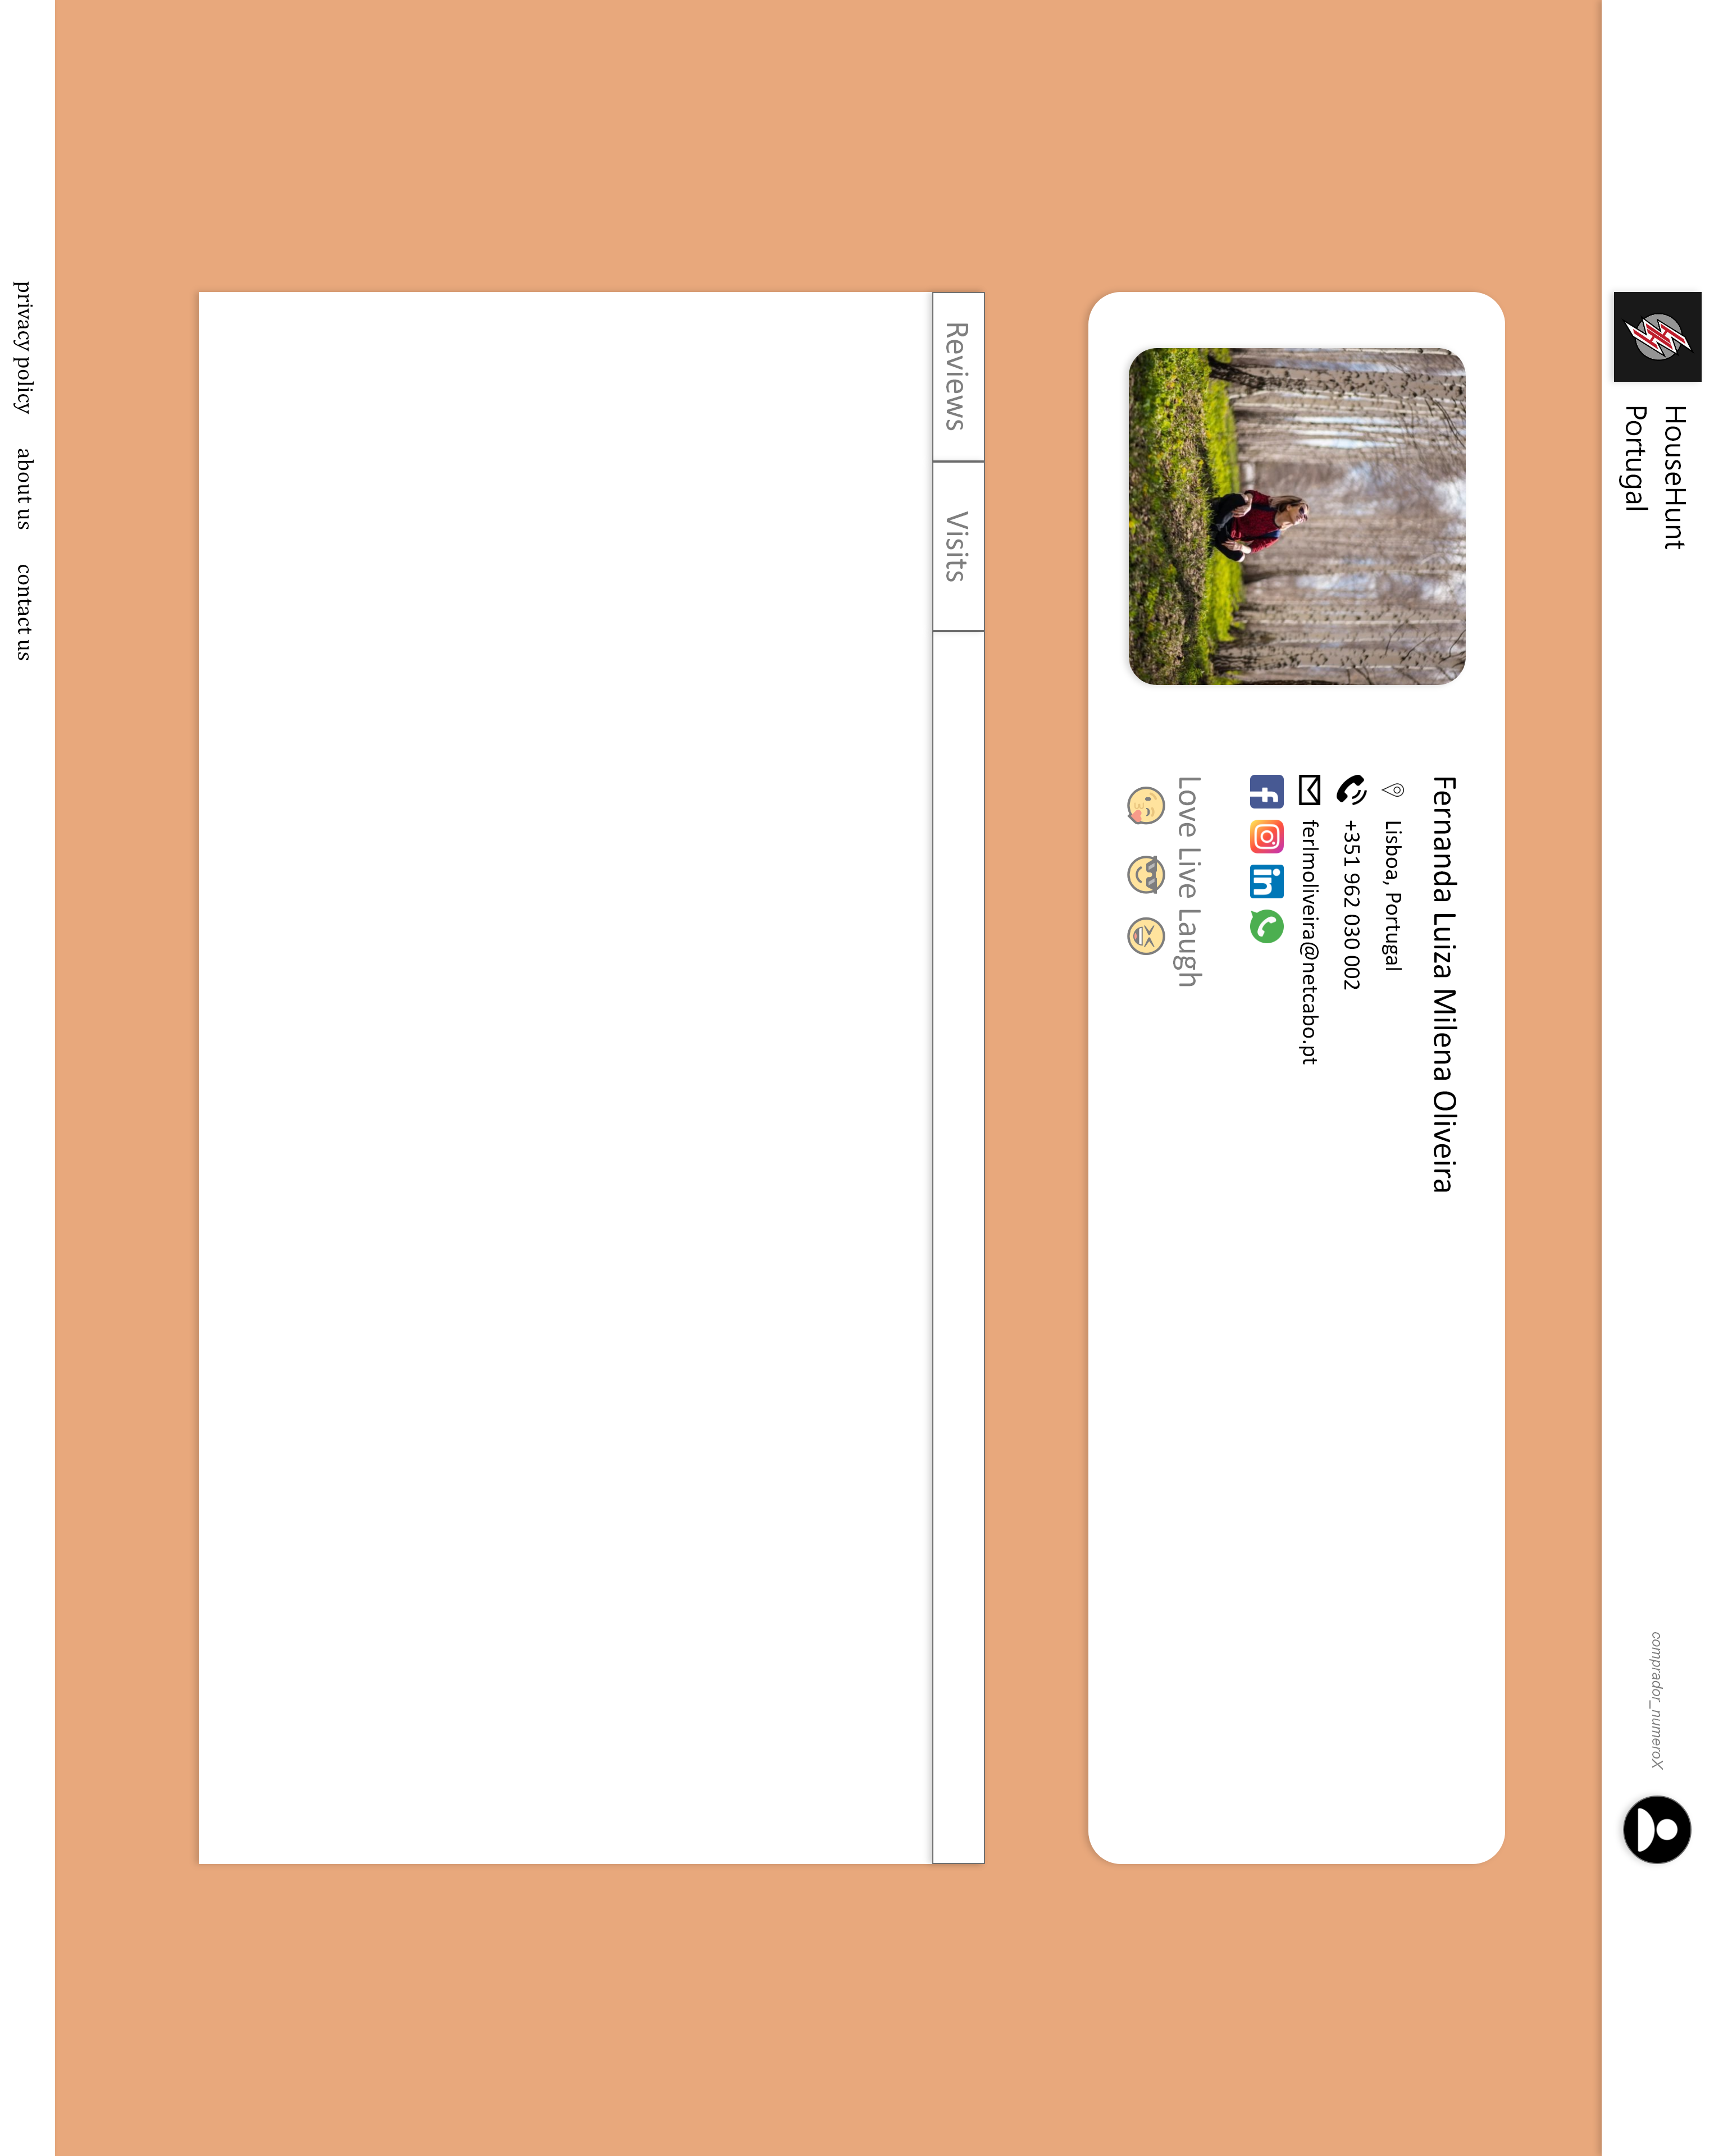 HouseHunt
Portugal
comprador_numeroX
Fernanda Luiza Milena Oliveira
Lisboa, Portugal
+351 962 030 002
ferlmoliveira@netcabo.pt
Love Live Laugh
Reviews
Visits
privacy policy
about us
contact us